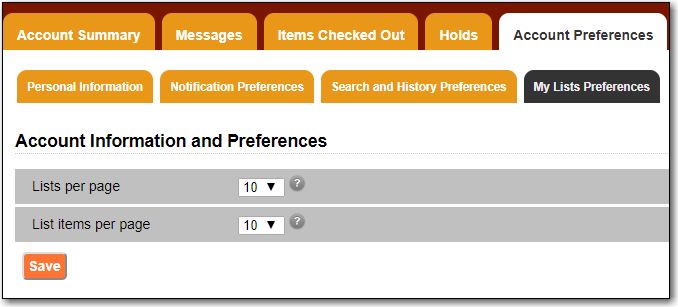 Account Summary Messages Items Checked Out Holds Account Preferences
Personal Information Notification Preferences Search and History Preferences My Lists Preferences
Account Information and Preferences
Lists per page 10 ?
List items per page 10 ?
Save